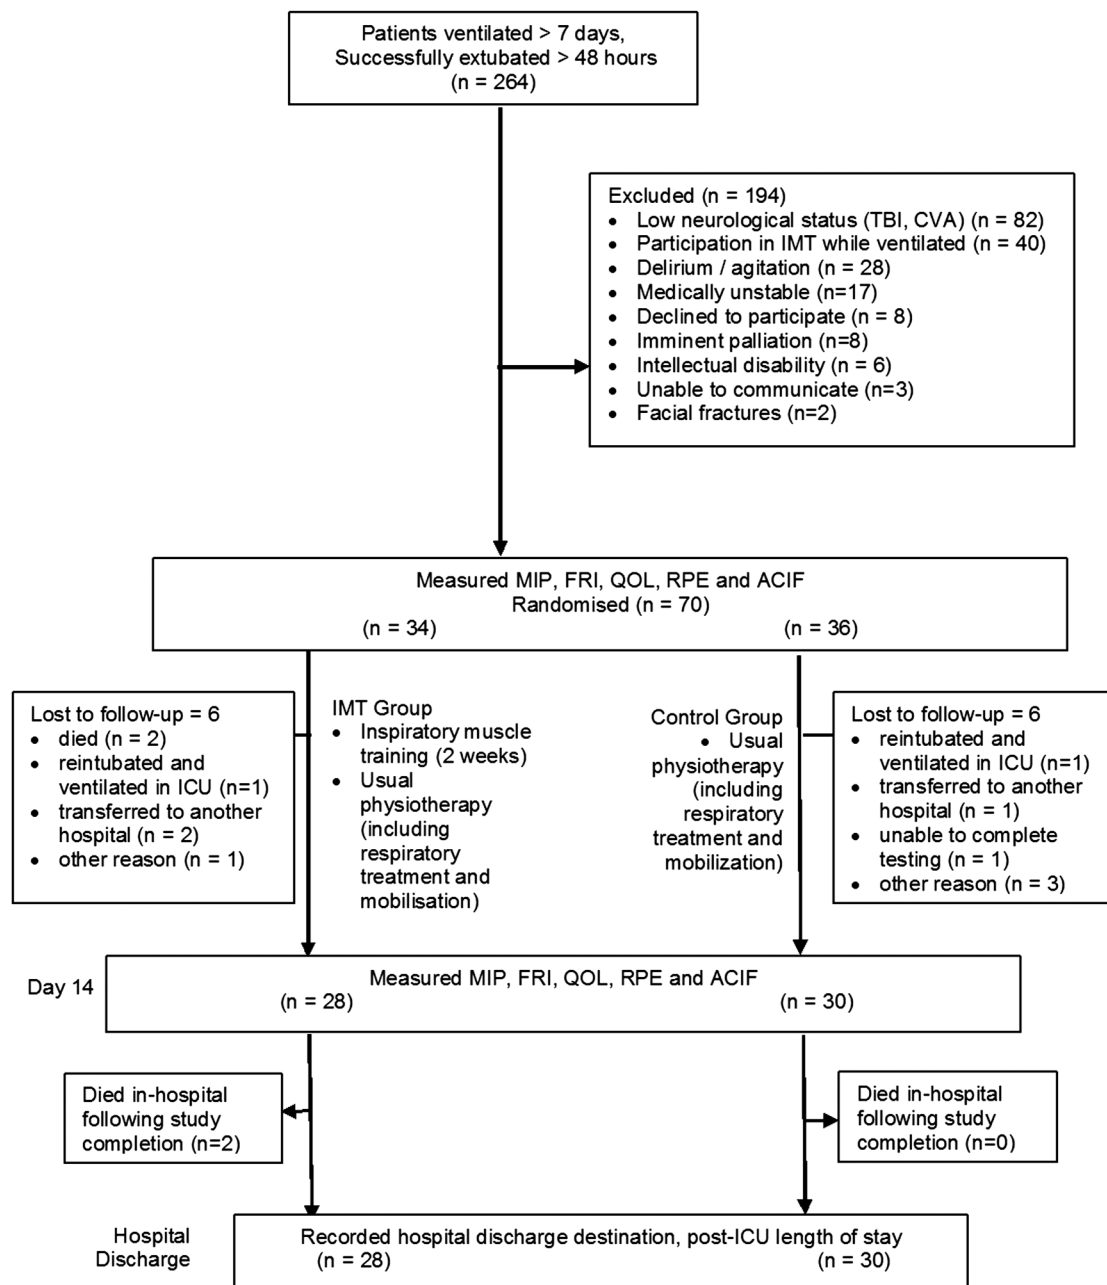 Patients ventilated > 7 days,
Successfully extubated > 48 hours
(n = 264)
Excluded (n = 194)
• Low neurological status (TBI, CVA) (n = 82)
• Participation in IMT while ventilated (n = 40)
• Delirium / agitation (n = 28)
• Medically unstable (n=17)
• Declined to participate (n = 8)
• Imminent palliation (n=8)
• Intellectual disability (n = 6)
• Unable to communicate (n=3)
• Facial fractures (n=2)
Measured MIP, FRI, QOL, RPE and ACIF
Randomised (n = 70)
(n = 34) (n = 36)
Lost to follow-up = 6
• died (n = 2)
• reintubated and
ventilated in ICU (n=1)
• transferred to another
hospital (n = 2)
• other reason (n = 1)
IMT Group
• Inspiratory muscle
training (2 weeks)
• Usual
physiotherapy
(including
respiratory
treatment and
mobilisation)
Control Group
• Usual
physiotherapy
(including
respiratory
treatment and
mobilization)
Lost to follow-up = 6
• reintubated and
ventilated in ICU (n=1)
• transferred to another
hospital (n = 1)
• unable to complete
testing (n = 1)
• other reason (n = 3)
Day 14
Measured MIP, FRI, QOL, RPE and ACIF
(n = 28) (n = 30)
Died in-hospital
following study
completion (n=2)
Died in-hospital
following study
completion (n=0)
Hospital
Discharge
Recorded hospital discharge destination, post-ICU length of stay
(n = 28) (n = 30)